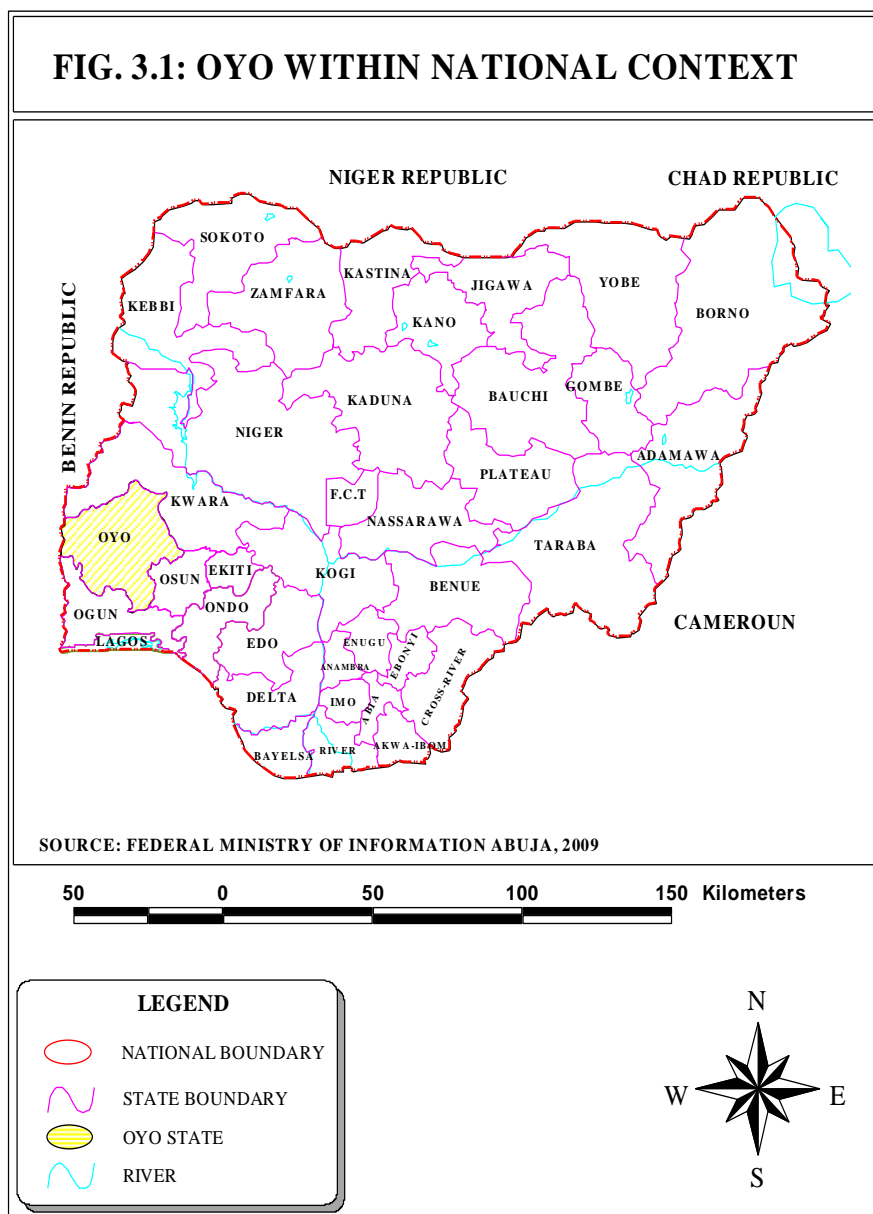 FIG. 3.1: OYO WITHIN NATIONAL CONTEXT
NIGER REPUBLIC
CHAD REPUBLIC
BENIN REPUBLIC
SOKOTO
KASTINA
ZAMFARA
JIGAWA
YOBE
KEBBI
KANO
BORNO
KADUNA
BAUCHI
GOMBE
NIGER
ADAMAWA
PLATEAU
F.C.T
KWARA
NASSARAWA
OYO
TARABA
OSUN
EKITI
KOGI
BENUE
OGUN
ONDO
CAMEROUN
LAGOS
EDO
ENUGU
EBONYI
ANAMBRA
CROSS-RIVER
DELTA
IMO
ABIA
BAYELSA
RIVER
AKWA-IBOM
SOURCE: FEDERAL MINISTRY OF INFORMATION ABUJA, 2009
50 0 50 100 150 Kilometers
LEGEND
NATIONAL BOUNDARY
STATE BOUNDARY
OYO STATE
RIVER
N
W E
S